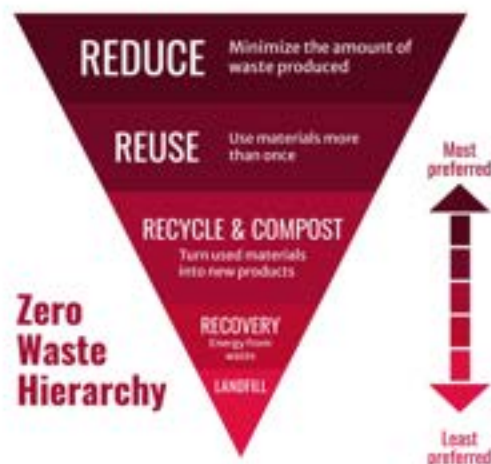 REDUCE
Minimize the amount of
waste produced
REUSE
Use materials more
than once
RECYCLE & COMPOST
Turn used materials
into new products
RECOVERY
Energy from
waste
LANDFILL
Zero
Waste
Hierarchy
Most
preferred
Least
preferred